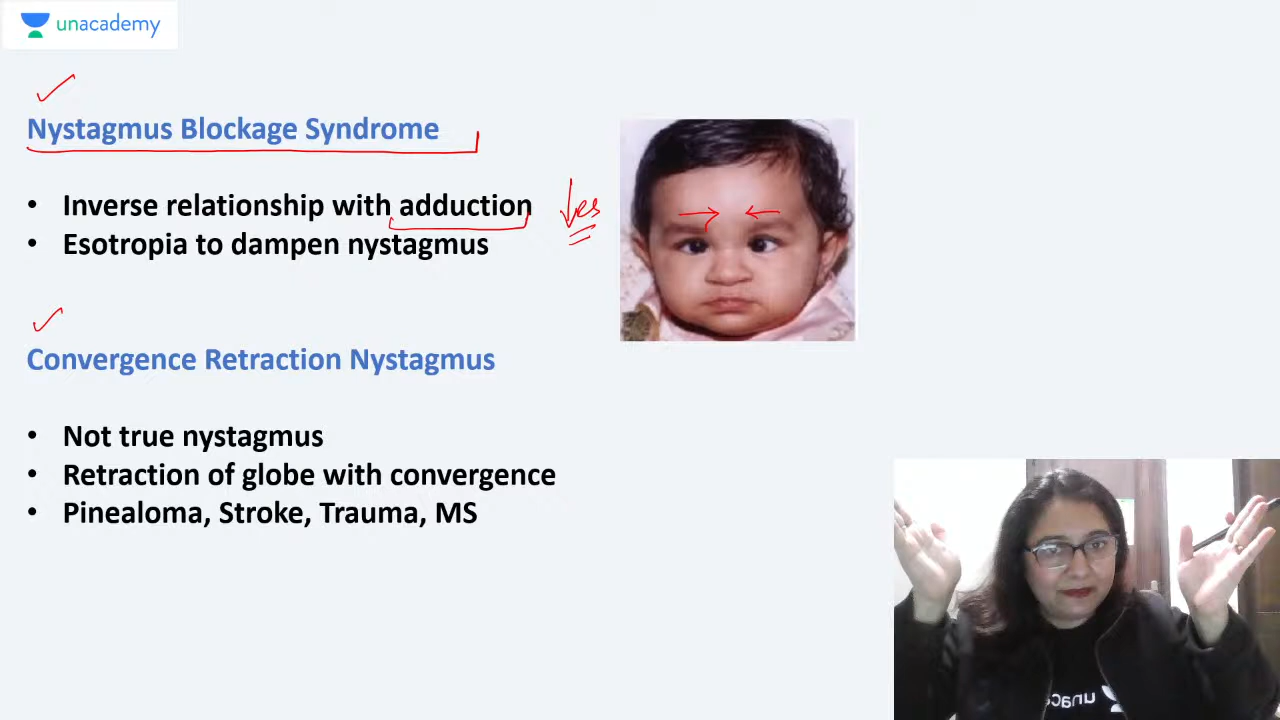 unacademy
Nystagmus Blockage Syndrome
• Inverse relationship with adduction
• Esotropia to dampen nystagmus
Convergence Retraction Nystagmus
• Not true nystagmus
• Retraction of globe with convergence
• Pinealoma, Stroke, Trauma, MS